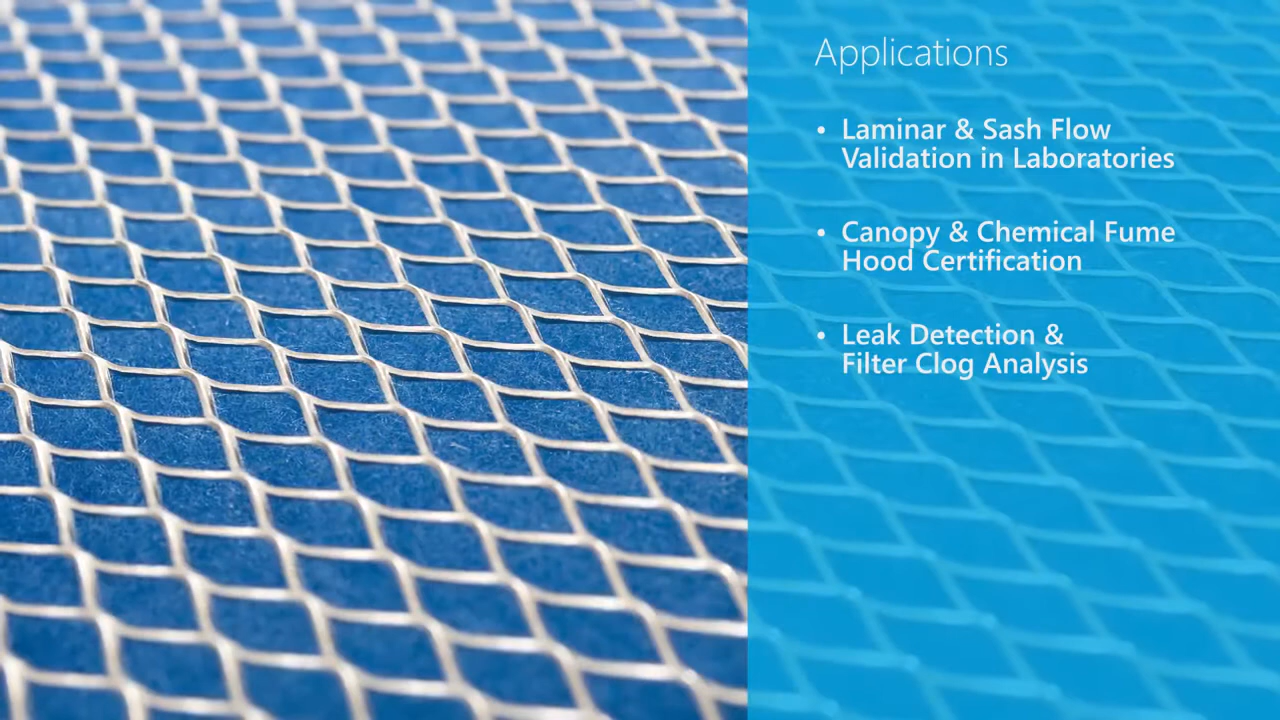 Applications
• Laminar & Sash Flow
Validation in Laboratories
• Canopy & Chemical Fume
Hood Certification
• Leak Detection &
Filter Clog Analysis